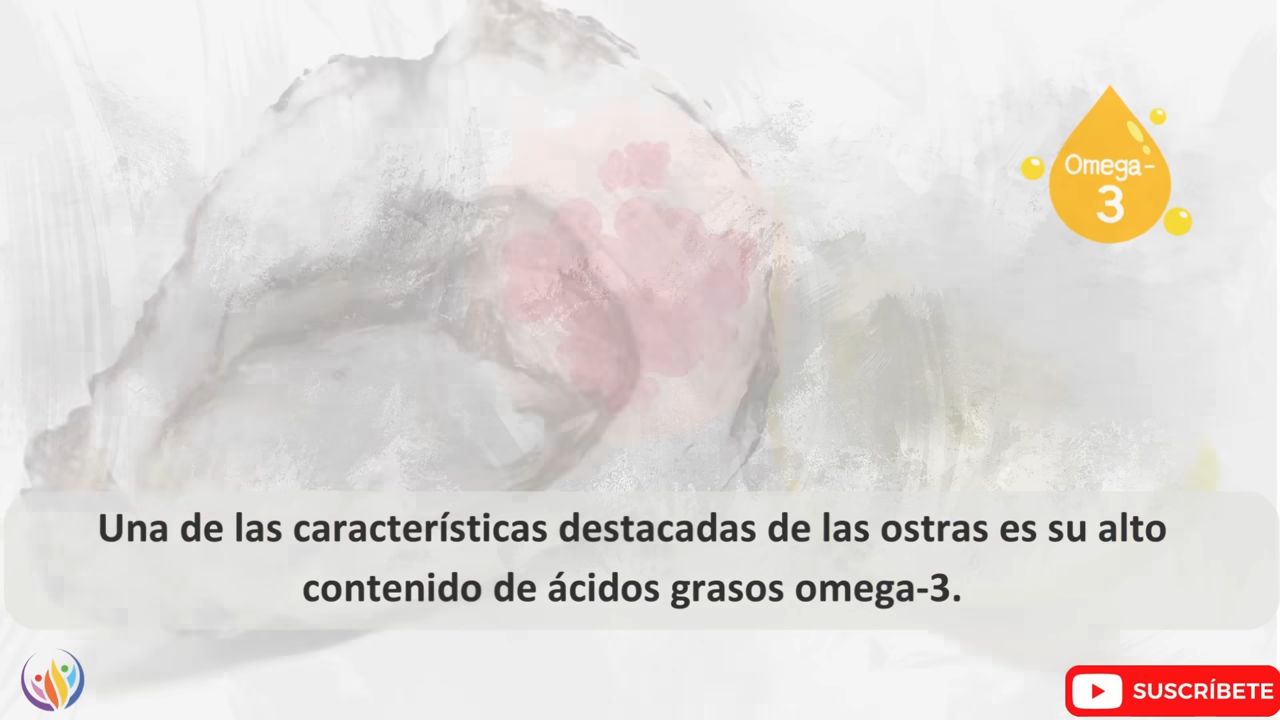 Omega-
3
Una de las características destacadas de las ostras es su alto
contenido de ácidos grasos omega-3.
SUSCRÍBETE